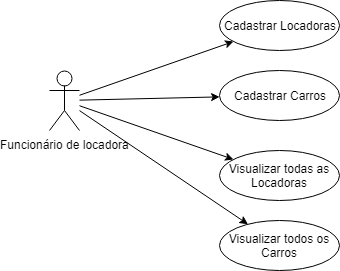 Cadastrar Locadoras
Cadastrar Carros
Funcionário de locadora
Visualizar todas as
Locadoras
Visualizar todos os
Carros